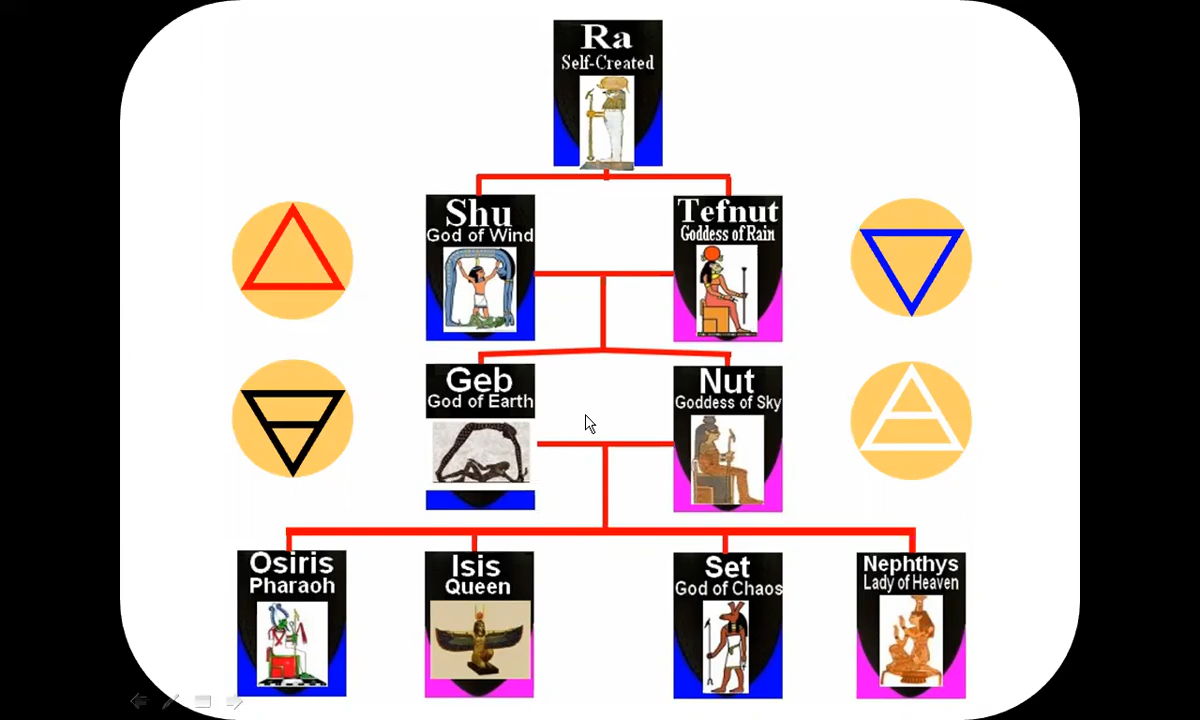 Ra
Self-Created
Shu
God of Wind
Tefnut
Goddess of Rain
Geb
God of Earth
Nut
Goddess of Sky
Osiris
Pharaoh
Isis
Queen
Set
God of Chaos
Nephthys
Lady of Heaven